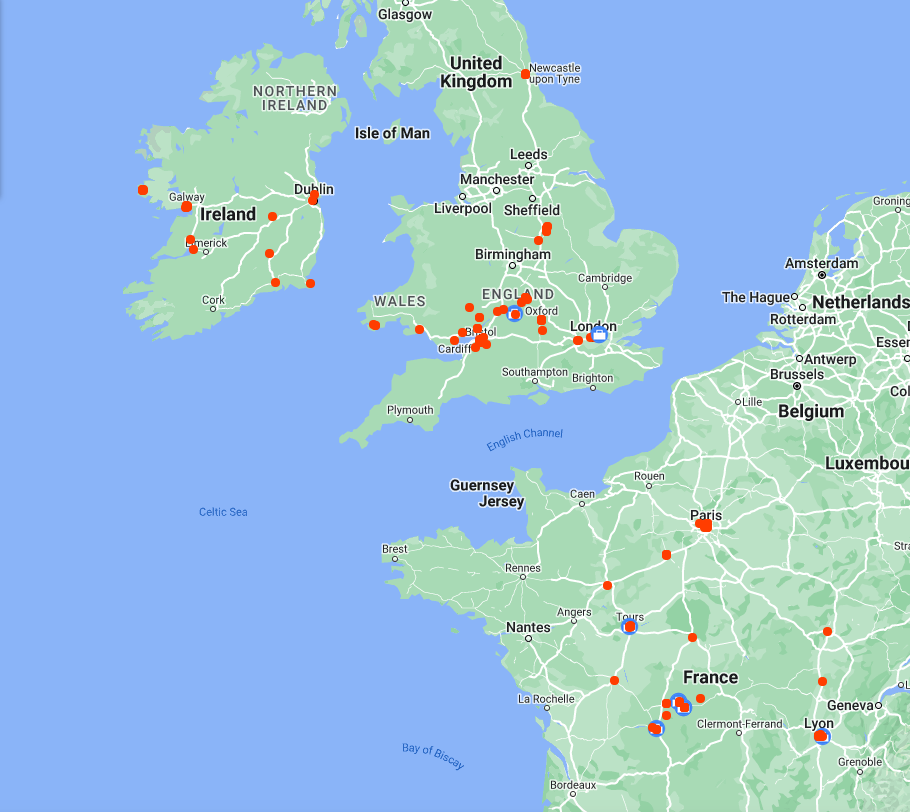 Glasgow
United
Kingdom
Newcastle
upon Tyne
NORTHERN
IRELAND
Isle of Man
Leeds
Manchester
Galway
Dublin
Liverpool
Sheffield
Groning
Ireland
Limerick
Birmingham
Amsterdam
Cambridge
WALES
ENGLAND
The Hague
Netherlands
Cork
Oxford
Rotterdam
London
Bristol
Essen
Cardiff
Antwerp
Southampton
Brussels
Brighton
Col
Plymouth
Lille
Belgium
English Channel
Luxembou
Guernsey
Jersey
Rouen
Caen
Celtic Sea
Paris
Brest
Stra
Rennes
Angers
Tours
Nantes
France
La Rochelle
Geneva
L
Clermont-Ferrand
Lyon
Bay of Biscay
Grenoble
Bordeaux